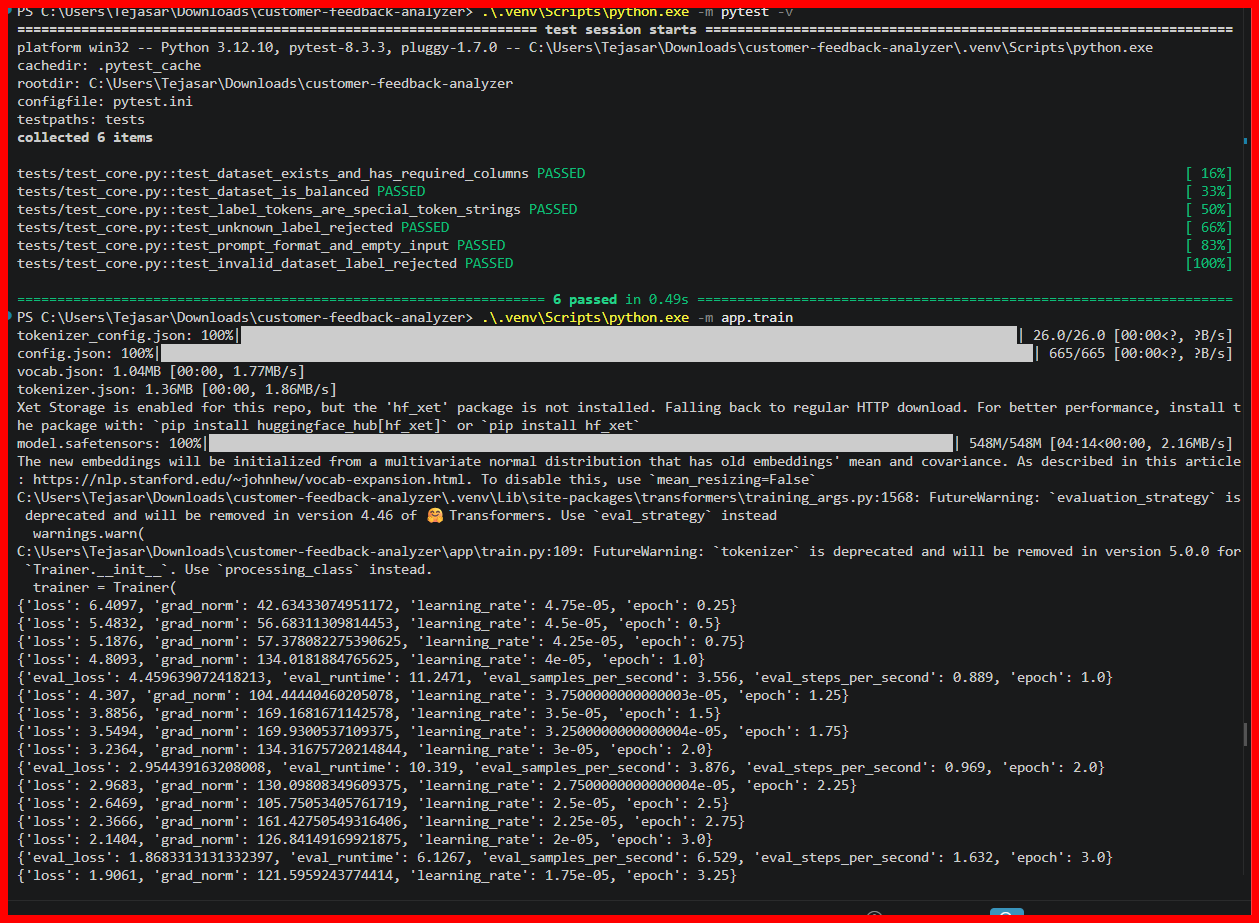 PS C:\Users\Tejasar\Downloads\customer-feedback-analyzer> .\.venv\Scripts\python.exe -m pytest -v
================================================================= test session starts ==================================================================
platform win32 -- Python 3.12.10, pytest-8.3.3, pluggy-1.7.0 -- C:\Users\Tejasar\Downloads\customer-feedback-analyzer\.venv\Scripts\python.exe
cachedir: .pytest_cache
rootdir: C:\Users\Tejasar\Downloads\customer-feedback-analyzer
configfile: pytest.ini
testpaths: tests
collected 6 items
tests/test_core.py::test_dataset_exists_and_has_required_columns PASSED [ 16%]
tests/test_core.py::test_dataset_is_balanced PASSED [ 33%]
tests/test_core.py::test_label_tokens_are_special_token_strings PASSED [ 50%]
tests/test_core.py::test_unknown_label_rejected PASSED [ 66%]
tests/test_core.py::test_prompt_format_and_empty_input PASSED [ 83%]
tests/test_core.py::test_invalid_dataset_label_rejected PASSED [100%]
================================================================== 6 passed in 0.49s ===================================================================
PS C:\Users\Tejasar\Downloads\customer-feedback-analyzer> .\.venv\Scripts\python.exe -m app.train
tokenizer_config.json: 100%| | 26.0/26.0 [00:00<?, ?B/s]
config.json: 100%| | 665/665 [00:00<?, ?B/s]
vocab.json: 1.04MB [00:00, 1.77MB/s]
tokenizer.json: 1.36MB [00:00, 1.86MB/s]
Xet Storage is enabled for this repo, but the 'hf_xet' package is not installed. Falling back to regular HTTP download. For better performance, install t
he package with: `pip install huggingface_hub[hf_xet]` or `pip install hf_xet`
model.safetensors: 100%| | 548M/548M [04:14<00:00, 2.16MB/s]
The new embeddings will be initialized from a multivariate normal distribution that has old embeddings' mean and covariance. As described in this article
: https://nlp.stanford.edu/~johnhew/vocab-expansion.html. To disable this, use `mean_resizing=False`
C:\Users\Tejasar\Downloads\customer-feedback-analyzer\.venv\Lib\site-packages\transformers\training_args.py:1568: FutureWarning: `evaluation_strategy` is
deprecated and will be removed in version 4.46 of 🤗 Transformers. Use `eval_strategy` instead
warnings.warn(
C:\Users\Tejasar\Downloads\customer-feedback-analyzer\app\train.py:109: FutureWarning: `tokenizer` is deprecated and will be removed in version 5.0.0 for
`Trainer.__init__`. Use `processing_class` instead.
trainer = Trainer(
{'loss': 6.4097, 'grad_norm': 42.63433074951172, 'learning_rate': 4.75e-05, 'epoch': 0.25}
{'loss': 5.4832, 'grad_norm': 56.68311309814453, 'learning_rate': 4.5e-05, 'epoch': 0.5}
{'loss': 5.1876, 'grad_norm': 57.378082275390625, 'learning_rate': 4.25e-05, 'epoch': 0.75}
{'loss': 4.8093, 'grad_norm': 134.0181884765625, 'learning_rate': 4e-05, 'epoch': 1.0}
{'eval_loss': 4.459639072418213, 'eval_runtime': 11.2471, 'eval_samples_per_second': 3.556, 'eval_steps_per_second': 0.889, 'epoch': 1.0}
{'loss': 4.307, 'grad_norm': 104.44440460205078, 'learning_rate': 3.7500000000000003e-05, 'epoch': 1.25}
{'loss': 3.8856, 'grad_norm': 169.1681671142578, 'learning_rate': 3.5e-05, 'epoch': 1.5}
{'loss': 3.5494, 'grad_norm': 169.9300537109375, 'learning_rate': 3.2500000000000004e-05, 'epoch': 1.75}
{'loss': 3.2364, 'grad_norm': 134.31675720214844, 'learning_rate': 3e-05, 'epoch': 2.0}
{'eval_loss': 2.954439163208008, 'eval_runtime': 10.319, 'eval_samples_per_second': 3.876, 'eval_steps_per_second': 0.969, 'epoch': 2.0}
{'loss': 2.9683, 'grad_norm': 130.09808349609375, 'learning_rate': 2.7500000000000004e-05, 'epoch': 2.25}
{'loss': 2.6469, 'grad_norm': 105.75053405761719, 'learning_rate': 2.5e-05, 'epoch': 2.5}
{'loss': 2.3666, 'grad_norm': 161.42750549316406, 'learning_rate': 2.25e-05, 'epoch': 2.75}
{'loss': 2.1404, 'grad_norm': 126.84149169921875, 'learning_rate': 2e-05, 'epoch': 3.0}
{'eval_loss': 1.8683313131332397, 'eval_runtime': 6.1267, 'eval_samples_per_second': 6.529, 'eval_steps_per_second': 1.632, 'epoch': 3.0}
{'loss': 1.9061, 'grad_norm': 121.5959243774414, 'learning_rate': 1.75e-05, 'epoch': 3.25}